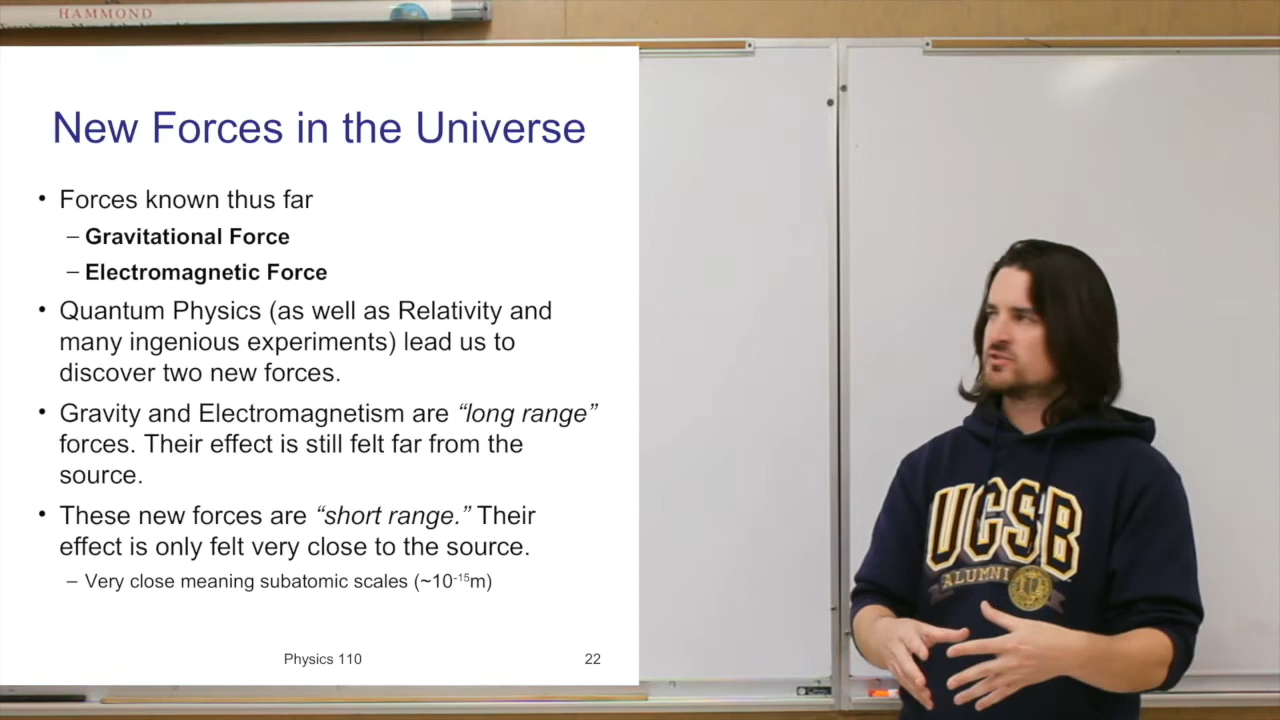 HAMMOND
New Forces in the Universe
• Forces known thus far
– Gravitational Force
– Electromagnetic Force
• Quantum Physics (as well as Relativity and
many ingenious experiments) lead us to
discover two new forces.
• Gravity and Electromagnetism are “long range”
forces. Their effect is still felt far from the
source.
• These new forces are “short range.” Their
effect is only felt very close to the source.
– Very close meaning subatomic scales (~10⁻¹⁵m)
Physics 110
22
UCSB
ALUMNI